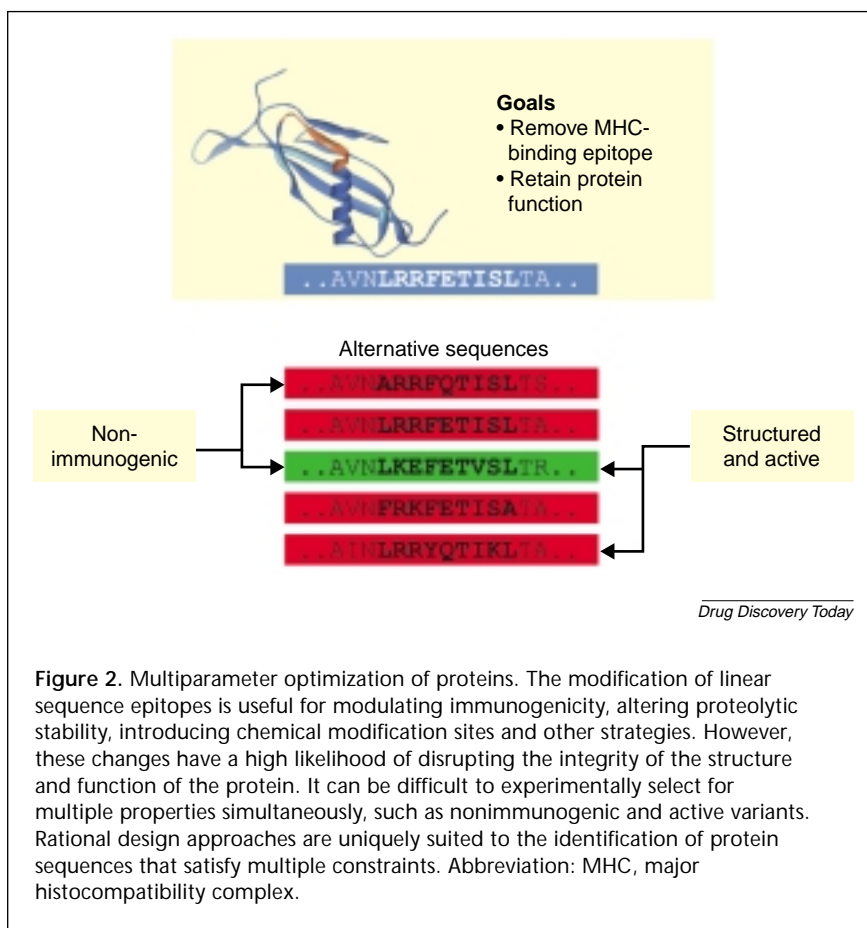 Goals
• Remove MHC-
binding epitope
• Retain protein
function
..AVNLRRFETISLTA..
Alternative sequences
..AVNARRFQTISLTS..
..AVNLRRFETISLTA..
..AVNLKEFETVSLTR..
..AVNFRKFETISATA..
..AINLRRYQTIKLTA..
Non-
immunogenic
Structured
and active
Drug Discovery Today
Figure 2. Multiparameter optimization of proteins. The modification of linear
sequence epitopes is useful for modulating immunogenicity, altering proteolytic
stability, introducing chemical modification sites and other strategies. However,
these changes have a high likelihood of disrupting the integrity of the structure
and function of the protein. It can be difficult to experimentally select for
multiple properties simultaneously, such as nonimmunogenic and active variants.
Rational design approaches are uniquely suited to the identification of protein
sequences that satisfy multiple constraints. Abbreviation: MHC, major
histocompatibility complex.